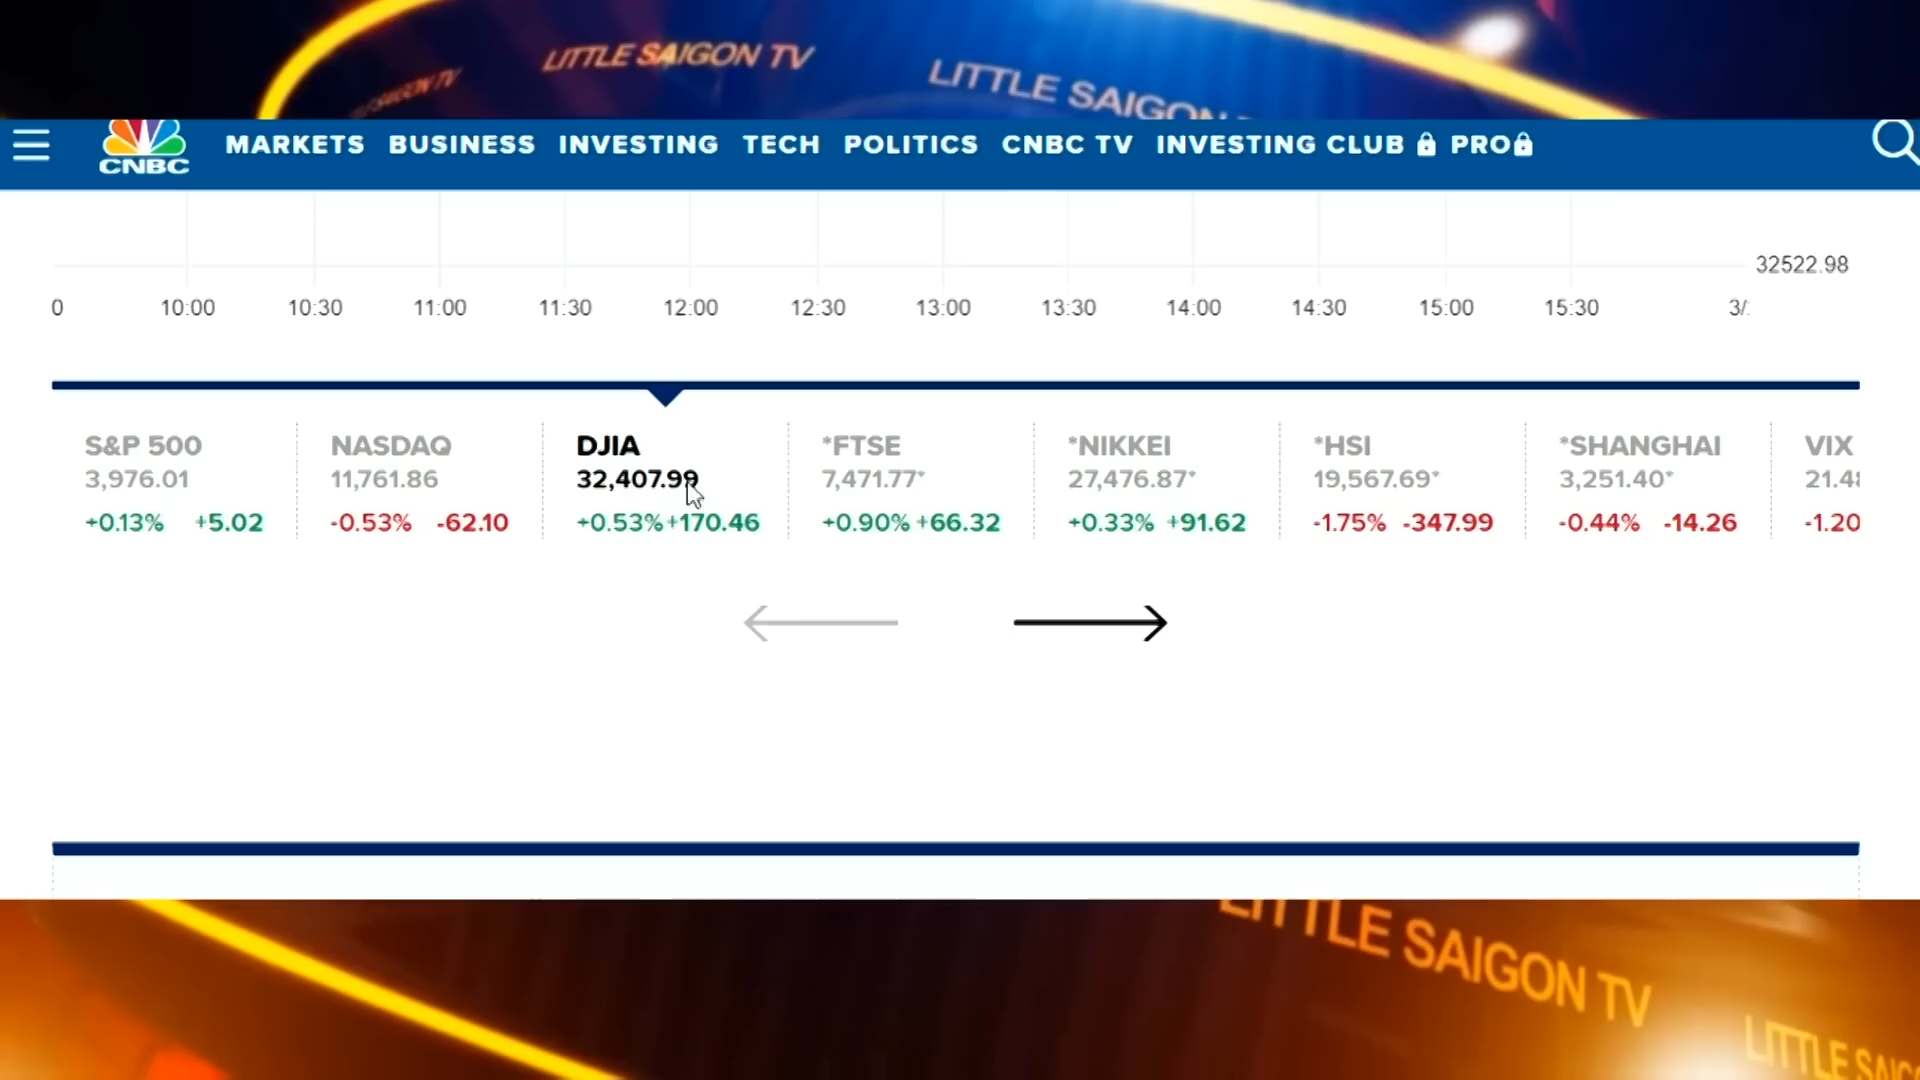 LITTLE SAIGON TV
LITTLE SAIGON
CNBC
MARKETS BUSINESS INVESTING TECH POLITICS CNBC TV INVESTING CLUB PRO
32522.98
0 10:00 10:30 11:00 11:30 12:00 12:30 13:00 13:30 14:00 14:30 15:00 15:30 3/
S&P 500 NASDAQ DJIA *FTSE *NIKKEI *HSI *SHANGHAI VIX
3,976.01 11,761.86 32,407.99 7,471.77* 27,476.87* 19,567.69* 3,251.40* 21.4
+0.13% +5.02 -0.53% -62.10 +0.53% +170.46 +0.90% +66.32 +0.33% +91.62 -1.75% -347.99 -0.44% -14.26 -1.20
LITTLE SAIGON TV
LITTLE SAIG